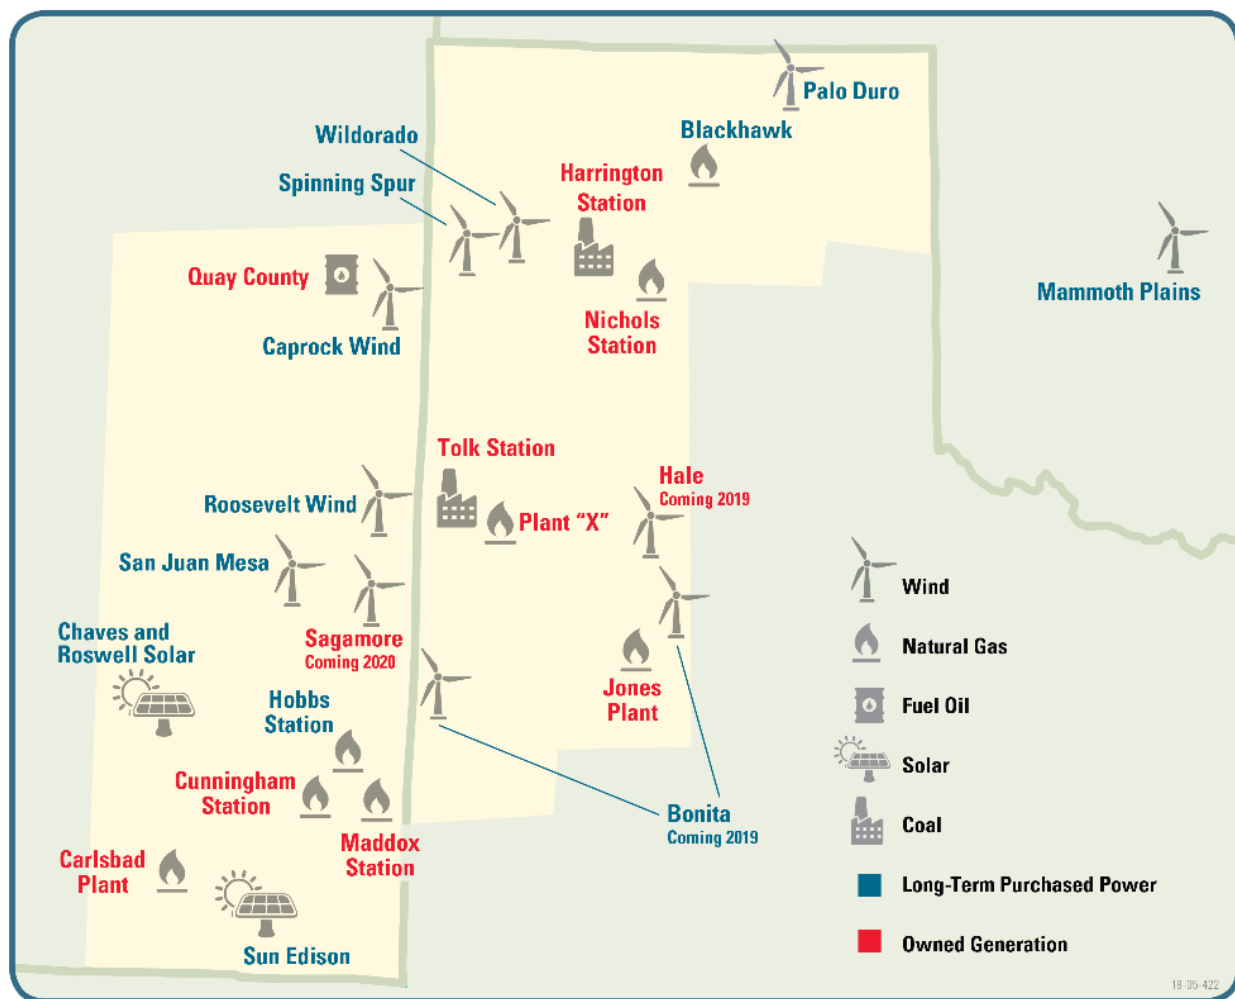 Palo Duro
Blackhawk
Wildorado
Spinning Spur
Harrington
Station
Quay County
Caprock Wind
Nichols
Station
Mammoth Plains
Tolk Station
Hale
Coming 2019
Roosevelt Wind
Plant "X"
San Juan Mesa
Sagamore
Coming 2020
Chaves and
Roswell Solar
Hobbs
Station
Jones
Plant
Cunningham
Station
Maddox
Station
Bonita
Coming 2019
Carlsbad
Plant
Sun Edison
Wind
Natural Gas
Fuel Oil
Solar
Coal
Long-Term Purchased Power
Owned Generation
18-05-422